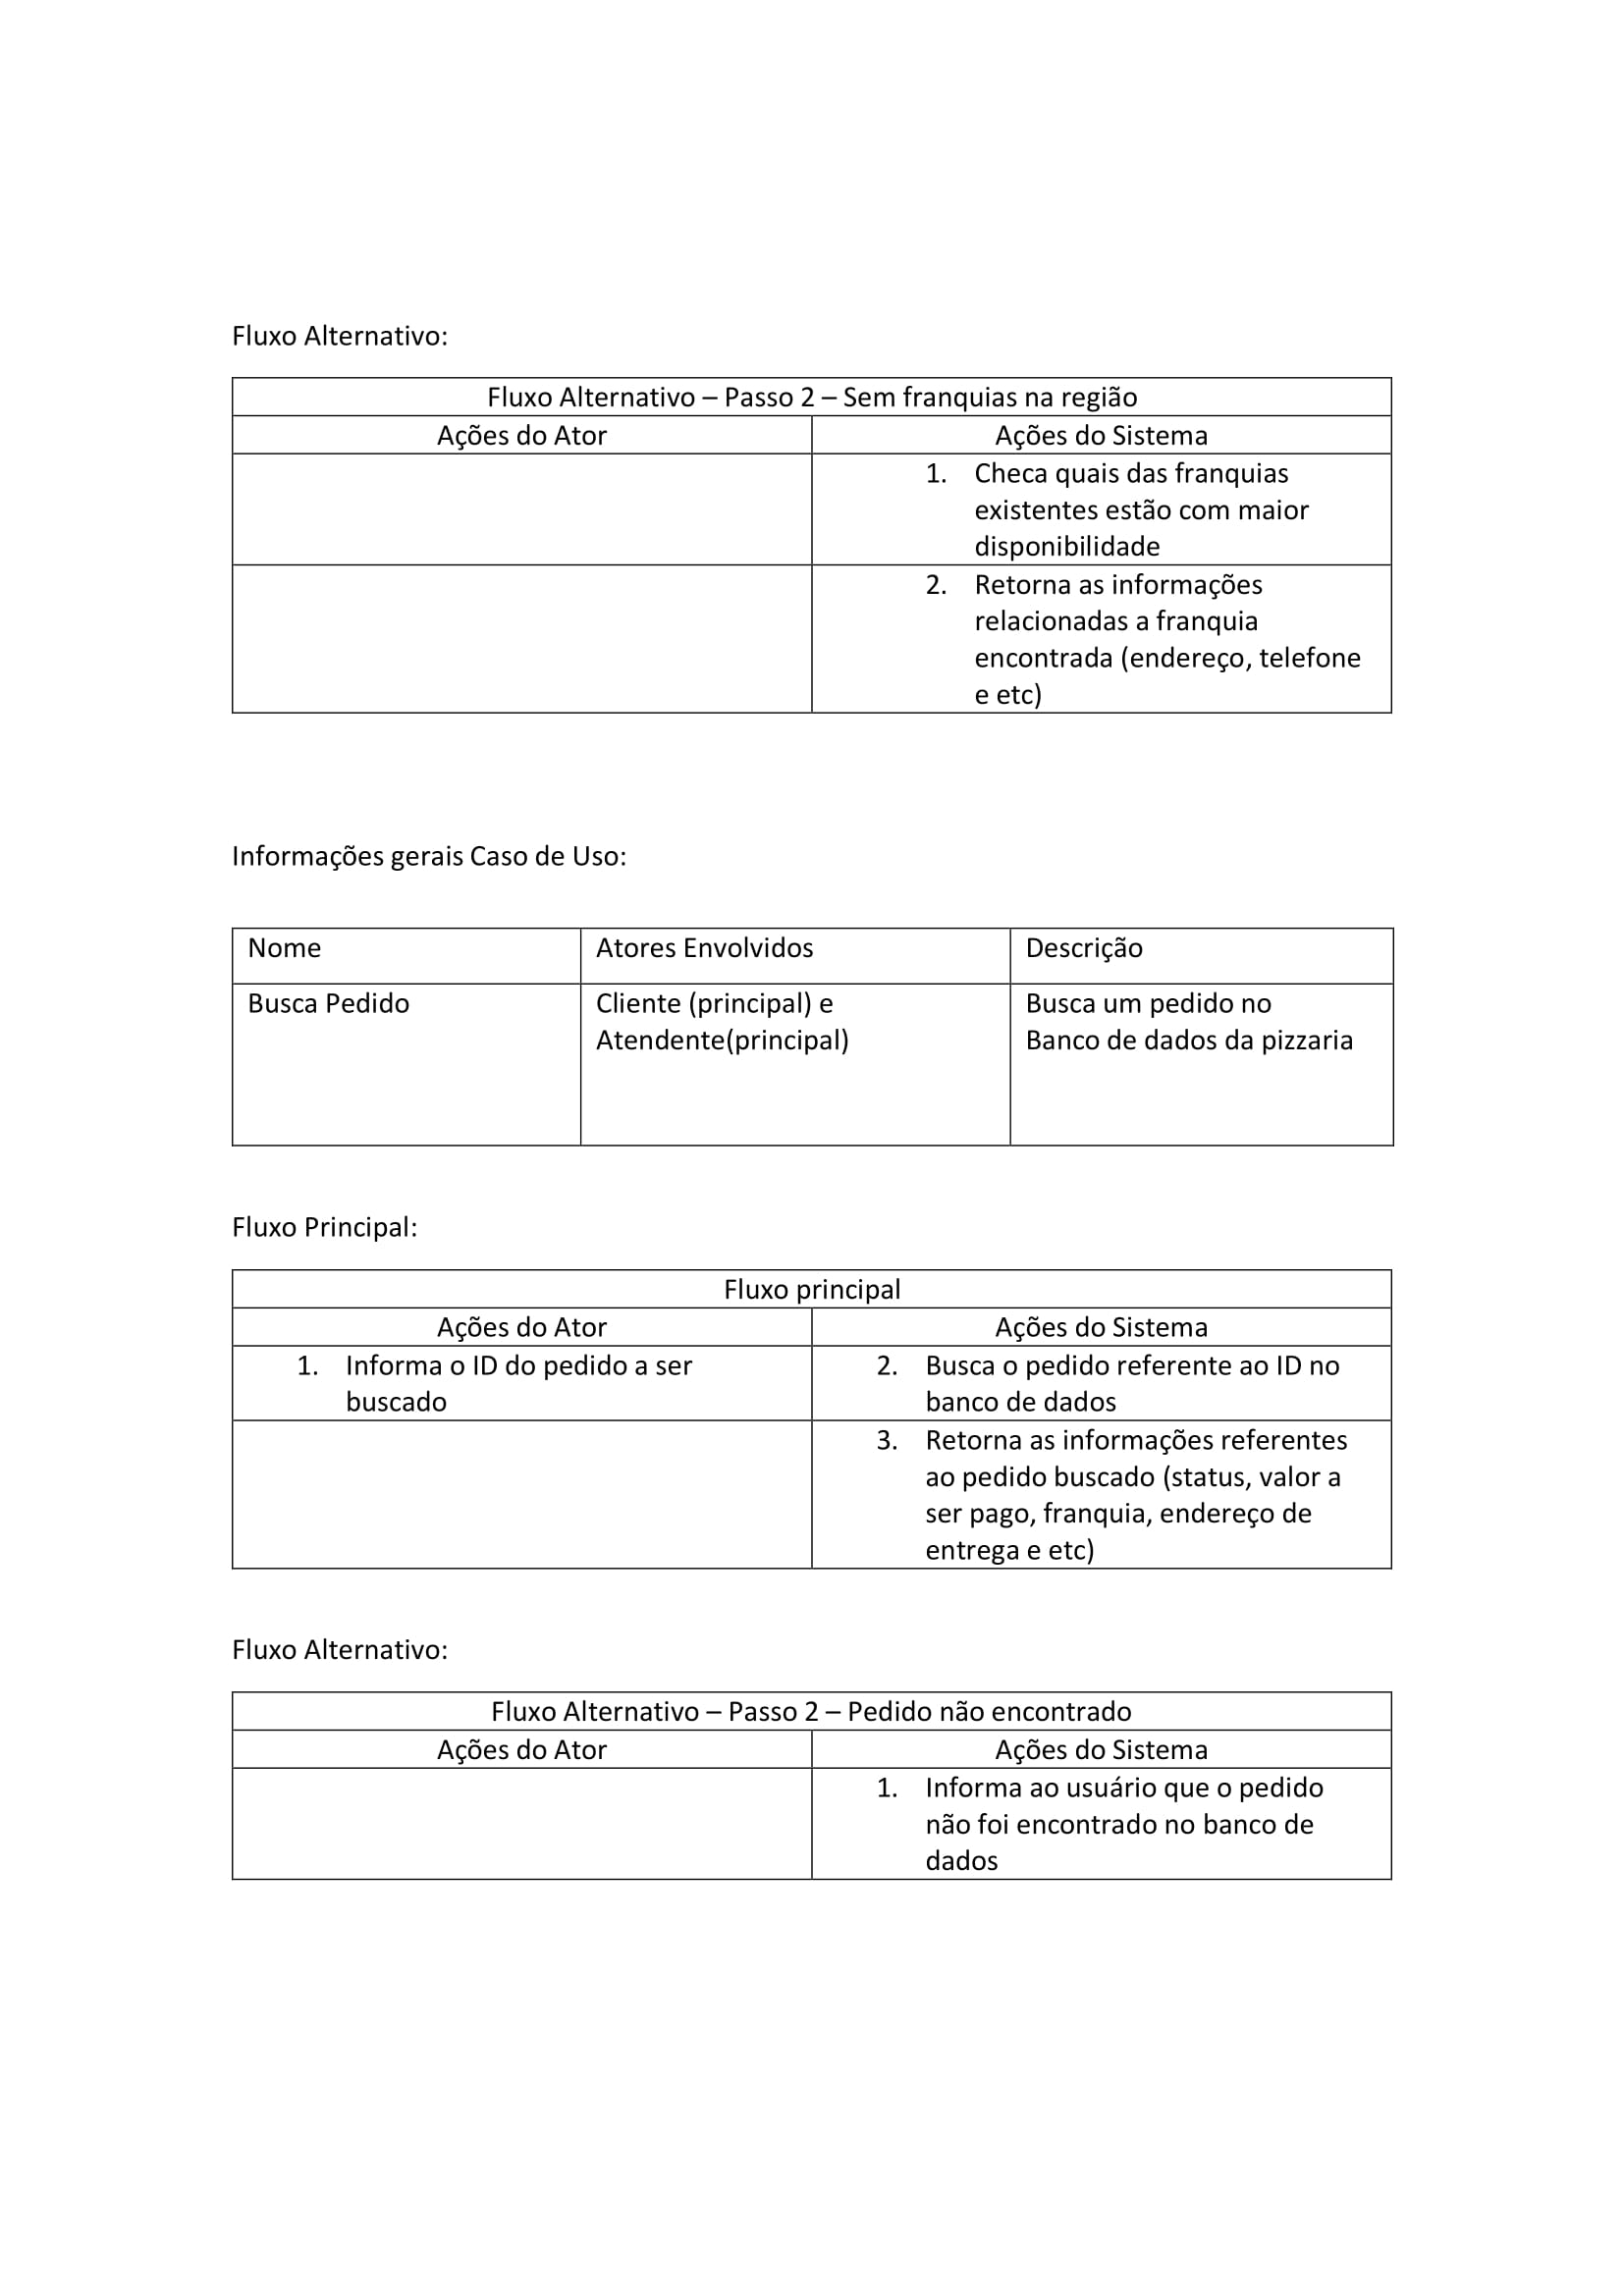 Fluxo Alternativo:
Fluxo Alternativo – Passo 2 – Sem franquias na região
Ações do Ator
Ações do Sistema
1. Checa quais das franquias
existentes estão com maior
disponibilidade
2. Retorna as informações
relacionadas a franquia
encontrada (endereço, telefone
e etc)
Informações gerais Caso de Uso:
Nome
Atores Envolvidos
Descrição
Busca Pedido
Cliente (principal) e
Atendente(principal)
Busca um pedido no
Banco de dados da pizzaria
Fluxo Principal:
Fluxo principal
Ações do Ator
Ações do Sistema
1. Informa o ID do pedido a ser
buscado
2. Busca o pedido referente ao ID no
banco de dados
3. Retorna as informações referentes
ao pedido buscado (status, valor a
ser pago, franquia, endereço de
entrega e etc)
Fluxo Alternativo:
Fluxo Alternativo – Passo 2 – Pedido não encontrado
Ações do Ator
Ações do Sistema
1. Informa ao usuário que o pedido
não foi encontrado no banco de
dados